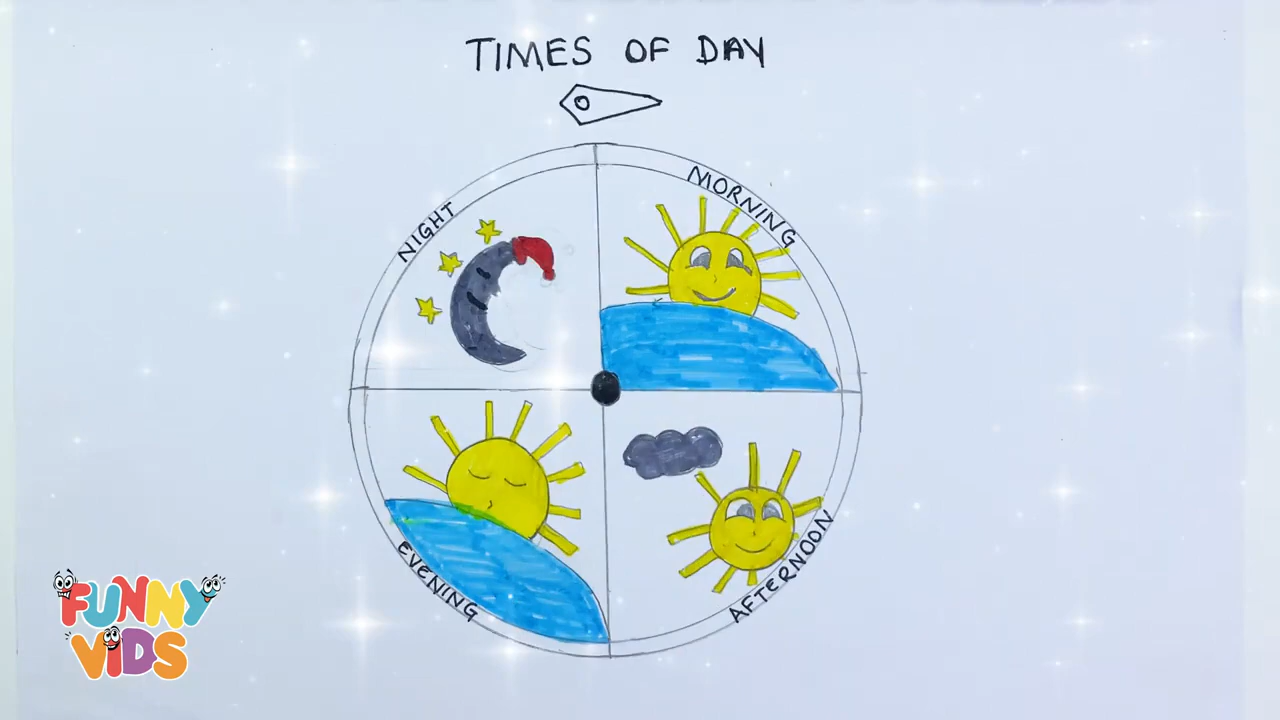 TIMES OF DAY
NIGHT
MORNING
EVENING
AFTERNOON
FUNNY
VIDS